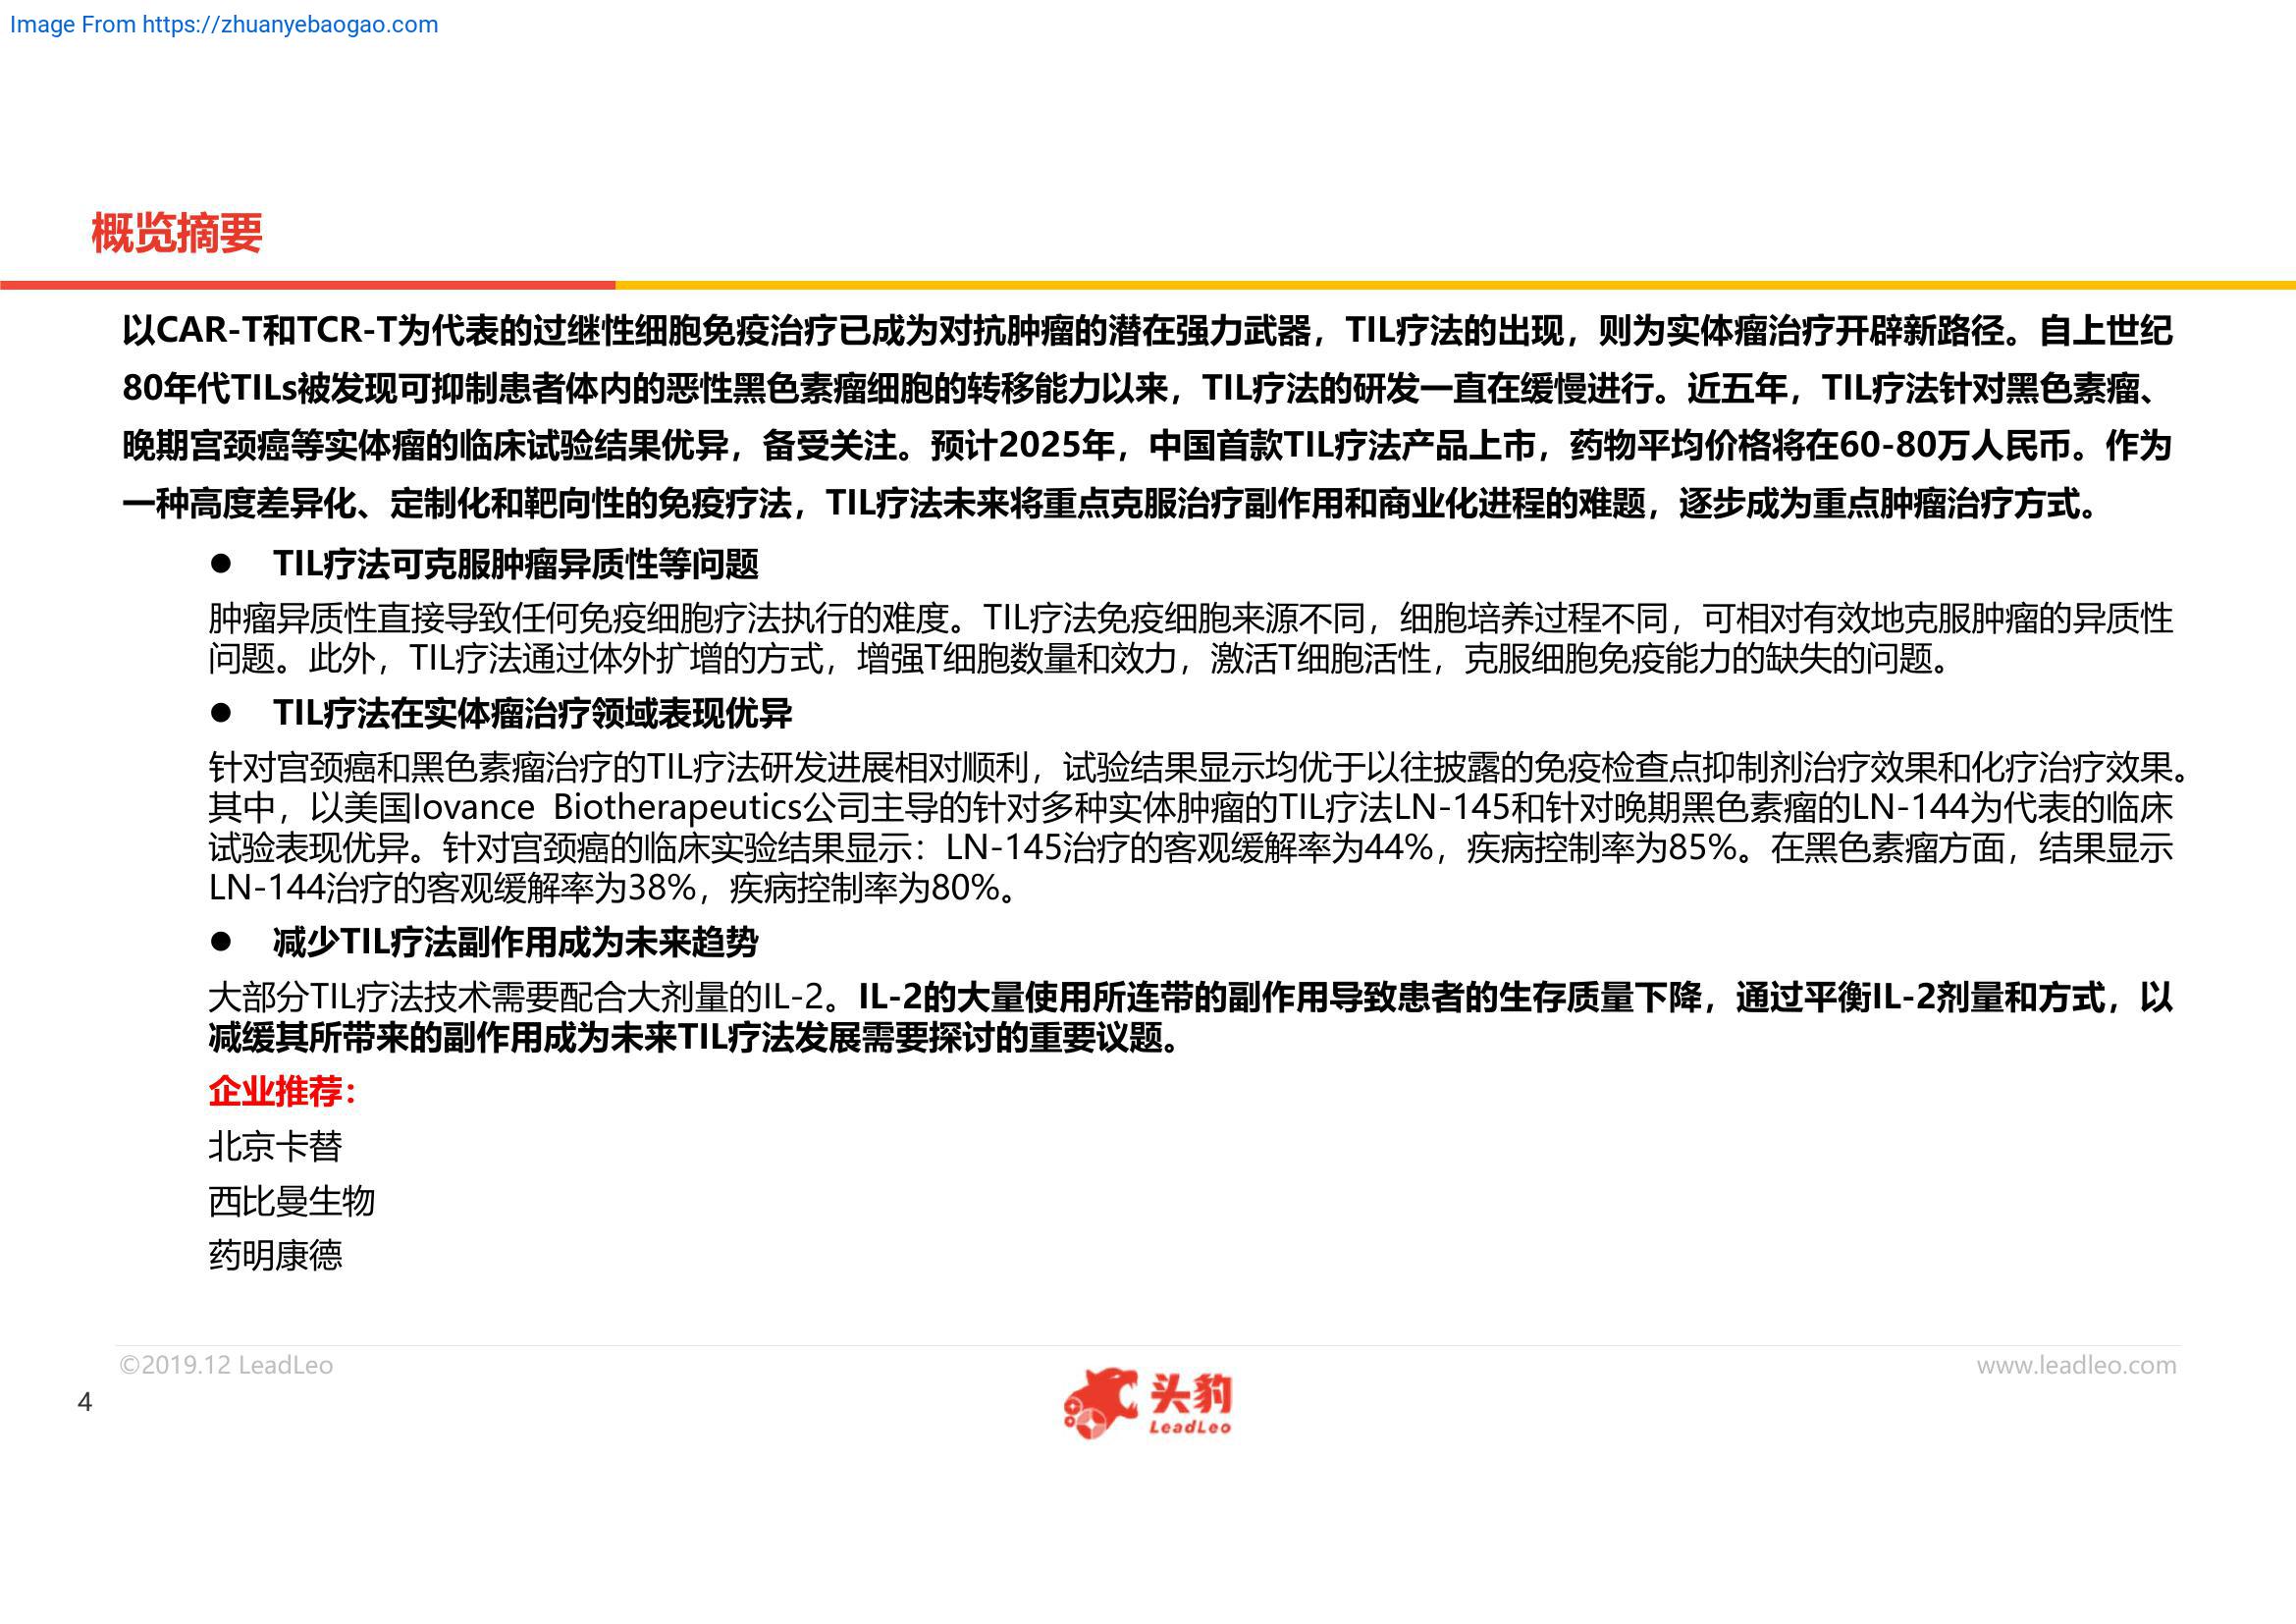 Image From https://zhuanyebaogao.com
概览摘要
以CAR-T和TCR-T为代表的过继性细胞免疫治疗已成为对抗肿瘤的潜在强力武器，TIL疗法的出现，则为实体瘤治疗开辟新路径。自上世纪
80年代TILs被发现可抑制患者体内的恶性黑色素瘤细胞的转移能力以来，TIL疗法的研发一直在缓慢进行。近五年，TIL疗法针对黑色素瘤、
晚期宫颈癌等实体瘤的临床试验结果优异，备受关注。预计2025年，中国首款TIL疗法产品上市，药物平均价格将在60-80万人民币。作为
一种高度差异化、定制化和靶向性的免疫疗法，TIL疗法未来将重点克服治疗副作用和商业化进程的难题，逐步成为重点肿瘤治疗方式。
● TIL疗法可克服肿瘤异质性等问题
肿瘤异质性直接导致任何免疫细胞疗法执行的难度。TIL疗法免疫细胞来源不同，细胞培养过程不同，可相对有效地克服肿瘤的异质性
问题。此外，TIL疗法通过体外扩增的方式，增强T细胞数量和效力，激活T细胞活性，克服细胞免疫能力的缺失的问题。
● TIL疗法在实体瘤治疗领域表现优异
针对宫颈癌和黑色素瘤治疗的TIL疗法研发进展相对顺利，试验结果显示均优于以往披露的免疫检查点抑制剂治疗效果和化疗治疗效果。
其中，以美国Iovance Biotherapeutics公司主导的针对多种实体肿瘤的TIL疗法LN-145和针对晚期黑色素瘤的LN-144为代表的临床
试验表现优异。针对宫颈癌的临床实验结果显示：LN-145治疗的客观缓解率为44%，疾病控制率为85%。在黑色素瘤方面，结果显示
LN-144治疗的客观缓解率为38%，疾病控制率为80%。
● 减少TIL疗法副作用成为未来趋势
大部分TIL疗法技术需要配合大剂量的IL-2。IL-2的大量使用所连带的副作用导致患者的生存质量下降，通过平衡IL-2剂量和方式，以
减缓其所带来的副作用成为未来TIL疗法发展需要探讨的重要议题。
企业推荐：
北京卡替
西比曼生物
药明康德
©2019.12 LeadLeo
www.leadleo.com
4
头豹
LeadLeo